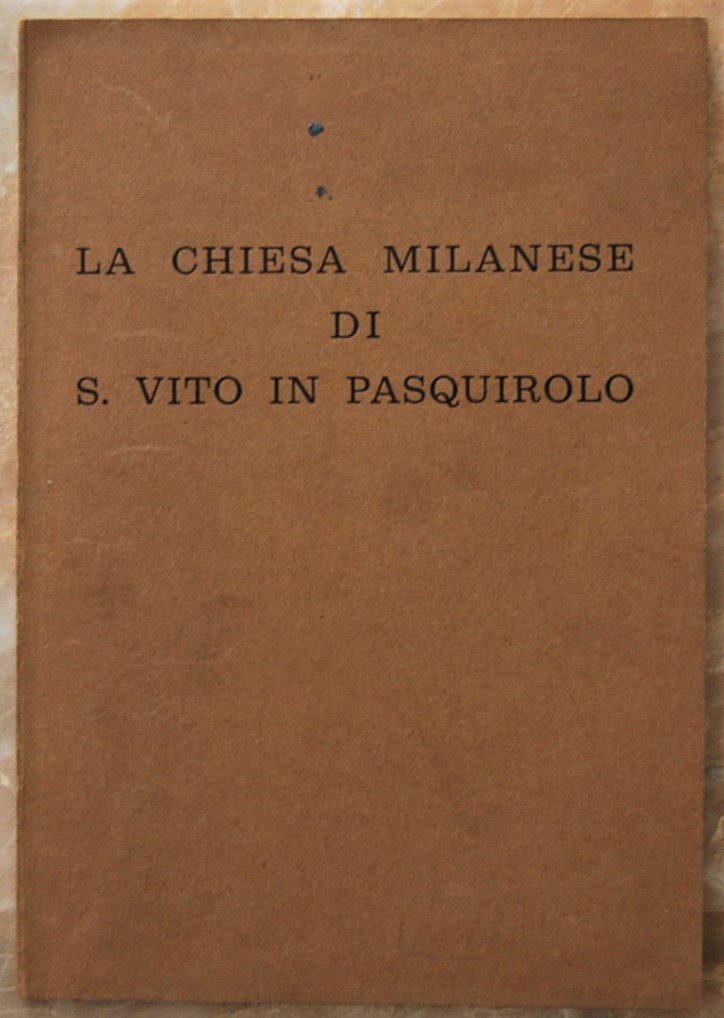 LA CHIESA MILANESE
DI
S. VITO IN PASQUIROLO